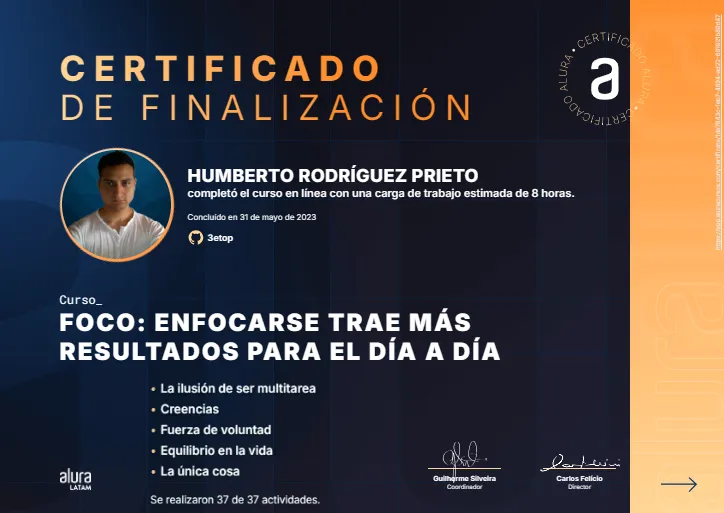 CERTIFICADO
DE FINALIZACIÓN
CERTIFICADO ALURA • CERTIFICADO ALURA •
a
HUMBERTO RODRÍGUEZ PRIETO
completó el curso en línea con una carga de trabajo estimada de 8 horas.
Concluído en 31 de mayo de 2023
3etop
Curso_
FOCO: ENFOCARSE TRAE MÁS
RESULTADOS PARA EL DÍA A DÍA
• La ilusión de ser multitarea
• Creencias
• Fuerza de voluntad
• Equilibrio en la vida
• La única cosa
Se realizaron 37 de 37 actividades.
alura
LATAM
Guilherme Silveira
Coordinador
Carlos Felício
Director
alura